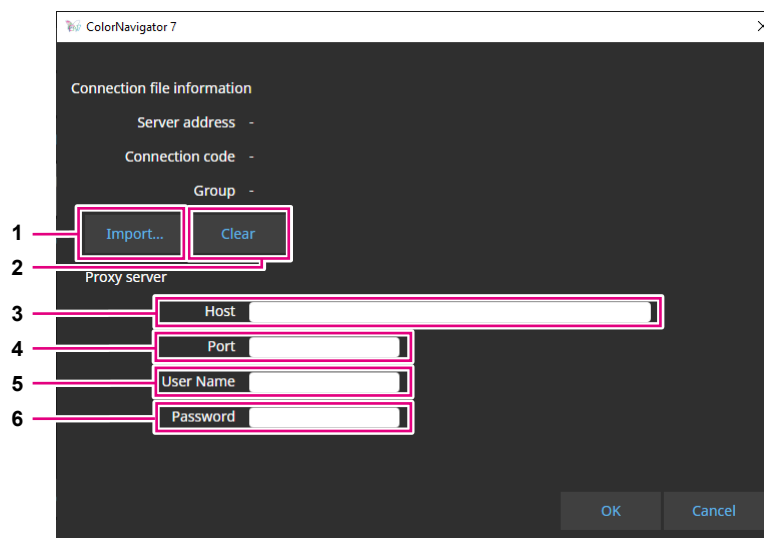 ColorNavigator 7
Connection file information
Server address -
Connection code -
Group -
1 Import... Clear
2
Proxy server
3 Host
4 Port
5 User Name
6 Password
OK Cancel